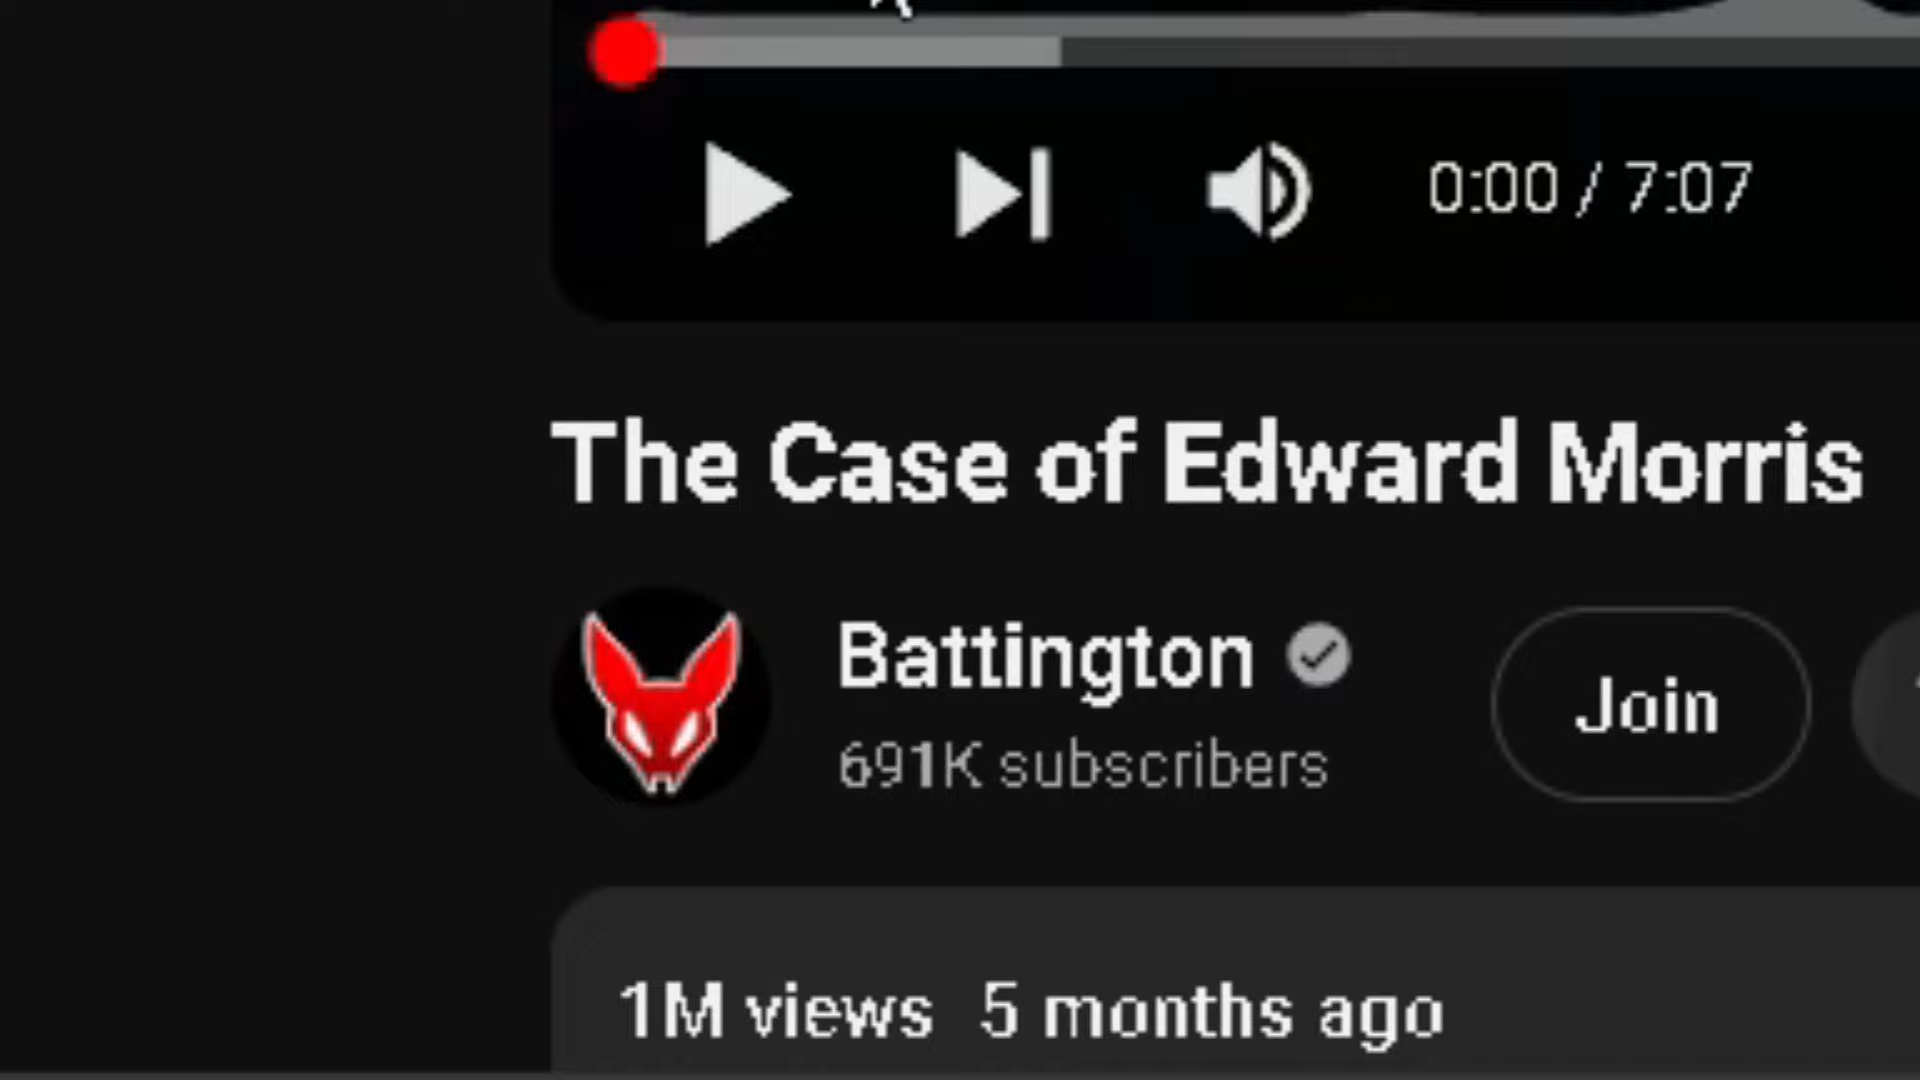 0:00 / 7:07
The Case of Edward Morris
Battington
Join
691K subscribers
1M views 5 months ago